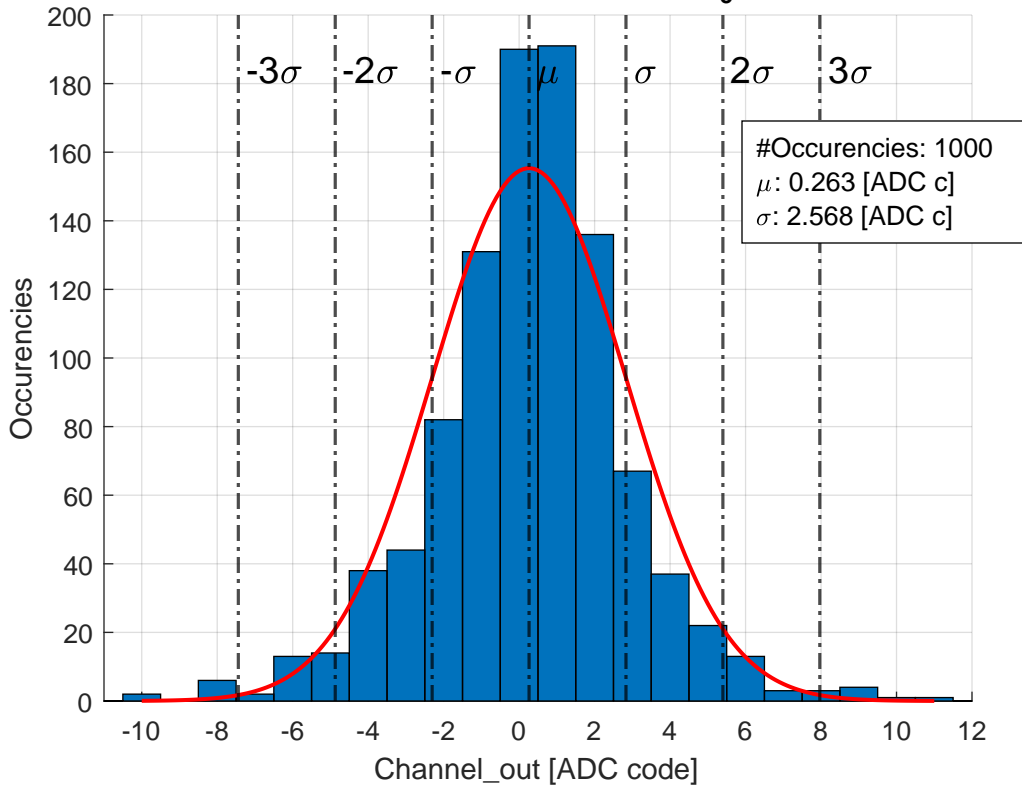 200
180
160
140
120
100
80
60
40
20
0
Occurencies
-3σ -2σ -σ μ σ 2σ 3σ
#Occurencies: 1000
μ: 0.263 [ADC c]
σ: 2.568 [ADC c]
-10 -8 -6 -4 -2 0 2 4 6 8 10 12
Channel_out [ADC code]